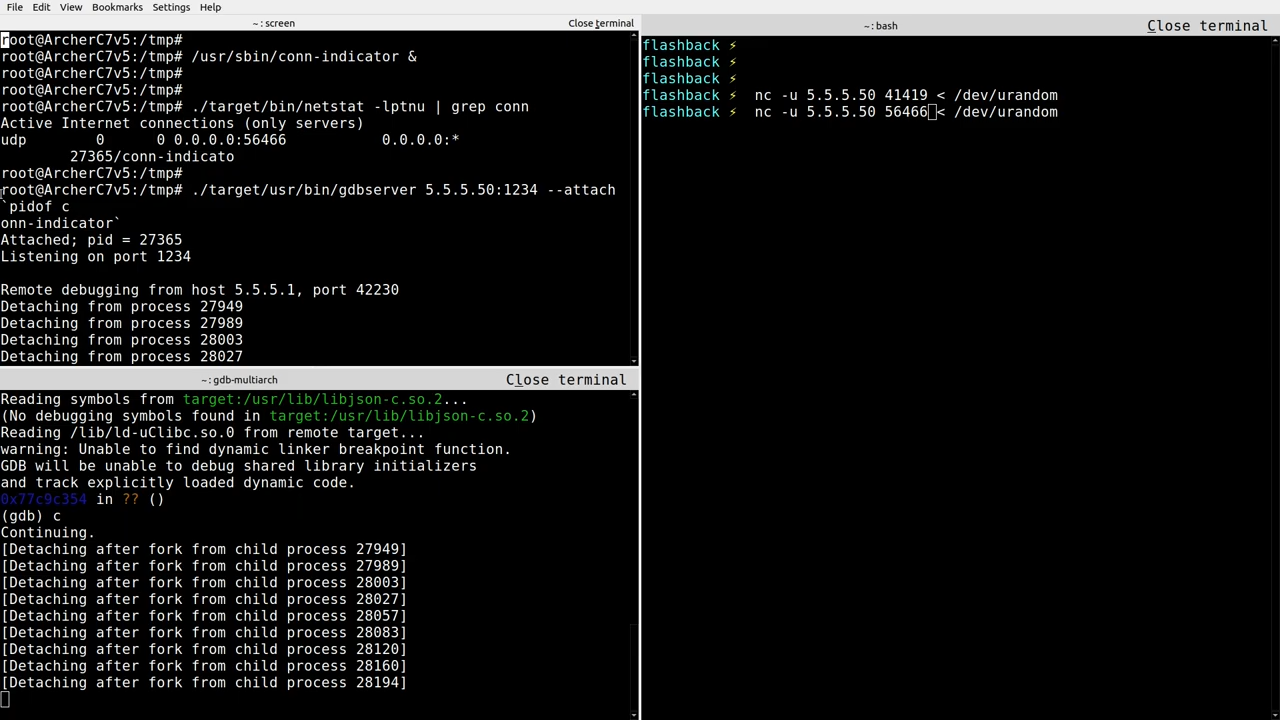 File Edit View Bookmarks Settings Help
~ : screen Close terminal
root@ArcherC7v5:/tmp#
root@ArcherC7v5:/tmp# /usr/sbin/conn-indicator &
root@ArcherC7v5:/tmp#
root@ArcherC7v5:/tmp#
root@ArcherC7v5:/tmp# ./target/bin/netstat -lptnu | grep conn
Active Internet connections (only servers)
udp 0 0 0.0.0.0:56466 0.0.0.0:*
27365/conn-indicato
root@ArcherC7v5:/tmp#
root@ArcherC7v5:/tmp# ./target/usr/bin/gdbserver 5.5.5.50:1234 --attach
`pidof c
onn-indicator`
Attached; pid = 27365
Listening on port 1234
Remote debugging from host 5.5.5.1, port 42230
Detaching from process 27949
Detaching from process 27989
Detaching from process 28003
Detaching from process 28027
~ : gdb-multiarch Close terminal
Reading symbols from target:/usr/lib/libjson-c.so.2...
(No debugging symbols found in target:/usr/lib/libjson-c.so.2)
Reading /lib/ld-uClibc.so.0 from remote target...
warning: Unable to find dynamic linker breakpoint function.
GDB will be unable to debug shared library initializers
and track explicitly loaded dynamic code.
0x77c9c354 in ?? ()
(gdb) c
Continuing.
[Detaching after fork from child process 27949]
[Detaching after fork from child process 27989]
[Detaching after fork from child process 28003]
[Detaching after fork from child process 28027]
[Detaching after fork from child process 28057]
[Detaching after fork from child process 28083]
[Detaching after fork from child process 28120]
[Detaching after fork from child process 28160]
[Detaching after fork from child process 28194]
~ : bash Close terminal
flashback ⚡
flashback ⚡
flashback ⚡
flashback ⚡ nc -u 5.5.5.50 41419 < /dev/urandom
flashback ⚡ nc -u 5.5.5.50 56466 < /dev/urandom